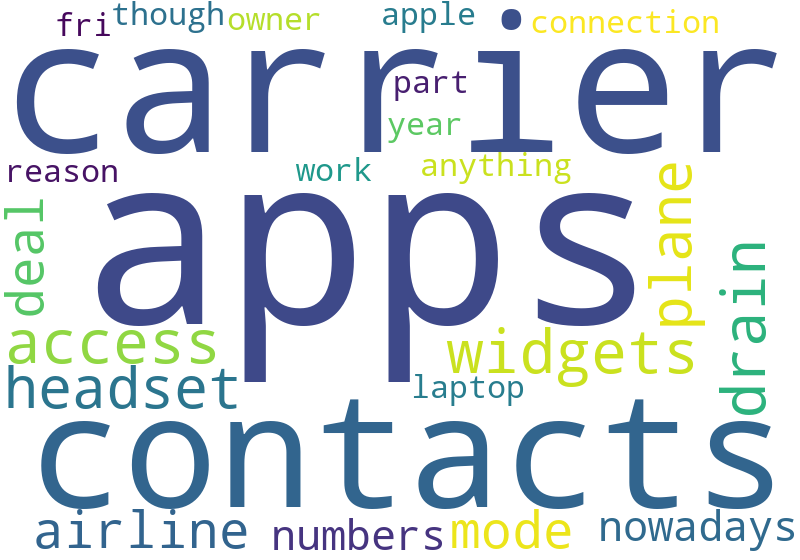 fri though owner apple connection
carrier
part
year
reason work anything
apps
deal
plane
drain
access widgets
headset laptop
contacts
airline numbers mode nowadays